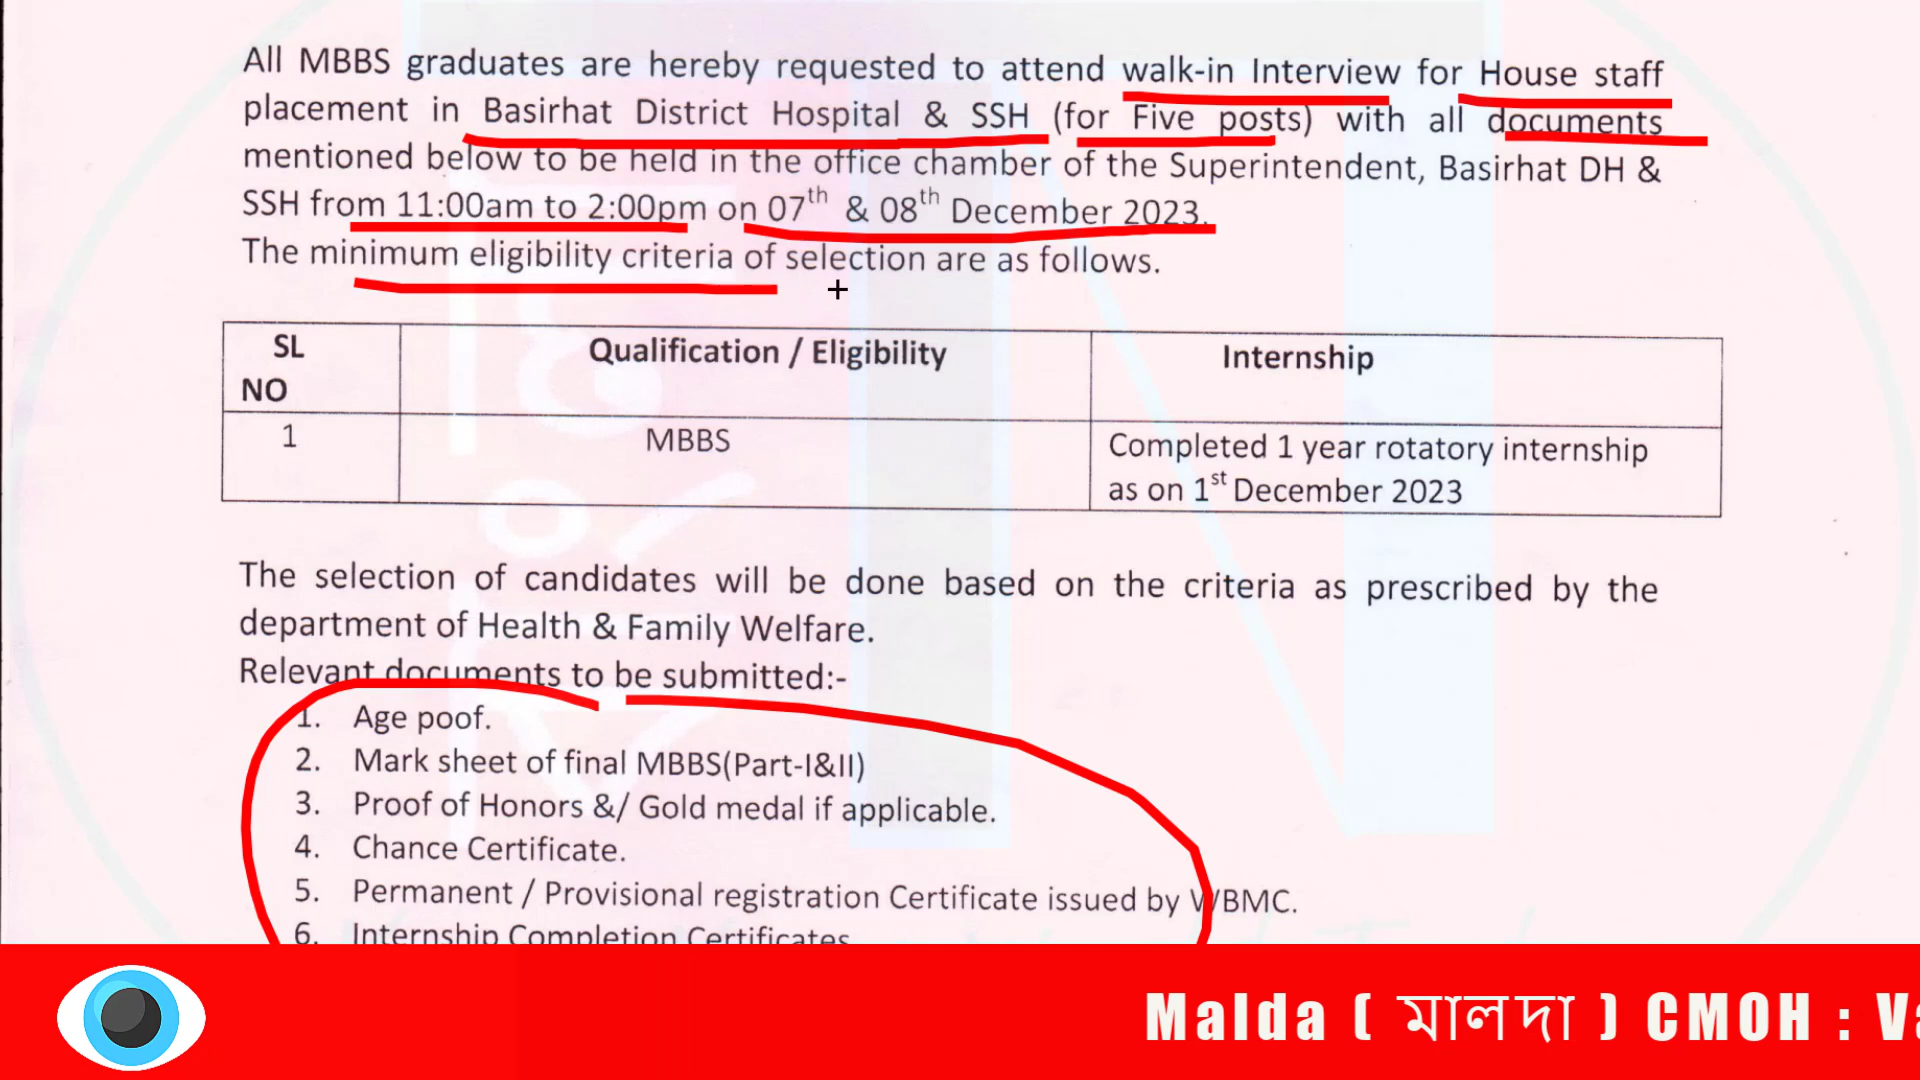 All MBBS graduates are hereby requested to attend walk-in Interview for House staff
placement in Basirhat District Hospital & SSH (for Five posts) with all documents
mentioned below to be held in the office chamber of the Superintendent, Basirhat DH &
SSH from 11:00am to 2:00pm on 07th & 08th December 2023.
The minimum eligibility criteria of selection are as follows.
SL NO
Qualification / Eligibility
Internship
1
MBBS
Completed 1 year rotatory internship
as on 1st December 2023
The selection of candidates will be done based on the criteria as prescribed by the
department of Health & Family Welfare.
Relevant documents to be submitted:-
1. Age poof.
2. Mark sheet of final MBBS(Part-I&II)
3. Proof of Honors &/ Gold medal if applicable.
4. Chance Certificate.
5. Permanent / Provisional registration Certificate issued by WBMC.
6. Internship Completion Certificates
Malda ( মালদা ) CMOH :